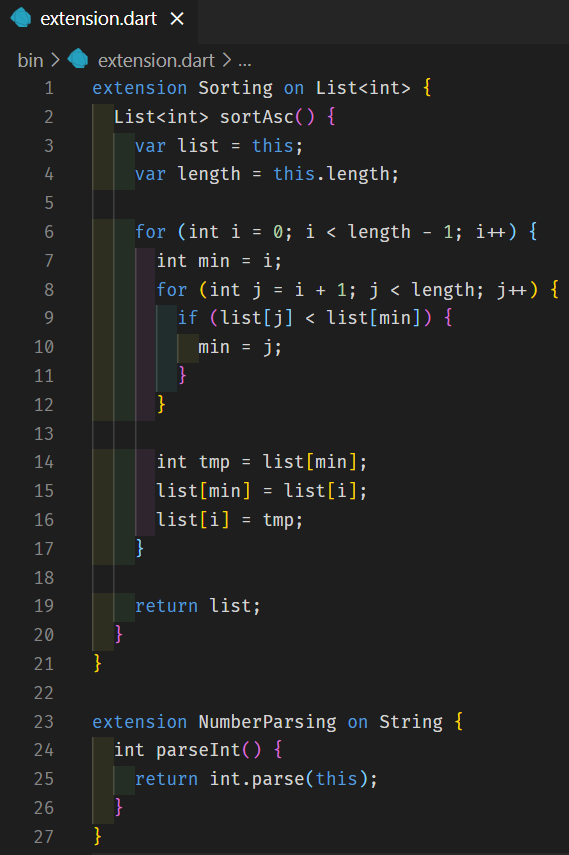 extension.dart ×
bin > extension.dart > ...
1 extension Sorting on List<int> {
2   List<int> sortAsc() {
3     var list = this;
4     var length = this.length;
5
6     for (int i = 0; i < length - 1; i++) {
7       int min = i;
8       for (int j = i + 1; j < length; j++) {
9         if (list[j] < list[min]) {
10           min = j;
11         }
12       }
13
14       int tmp = list[min];
15       list[min] = list[i];
16       list[i] = tmp;
17     }
18
19     return list;
20   }
21 }
22
23 extension NumberParsing on String {
24   int parseInt() {
25     return int.parse(this);
26   }
27 }